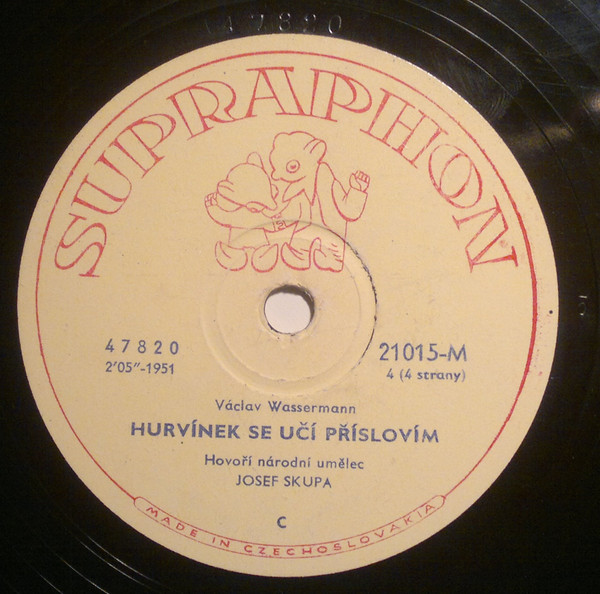 47820
SUPRAPHON
47820
2'05"-1951
21015-M
4 (4 strany)
Václav Wassermann
HURVÍNEK SE UČÍ PŘÍSLOVÍM
Hovoří národní umělec
JOSEF SKUPA
C
MADE IN CZECHOSLOVAKIA